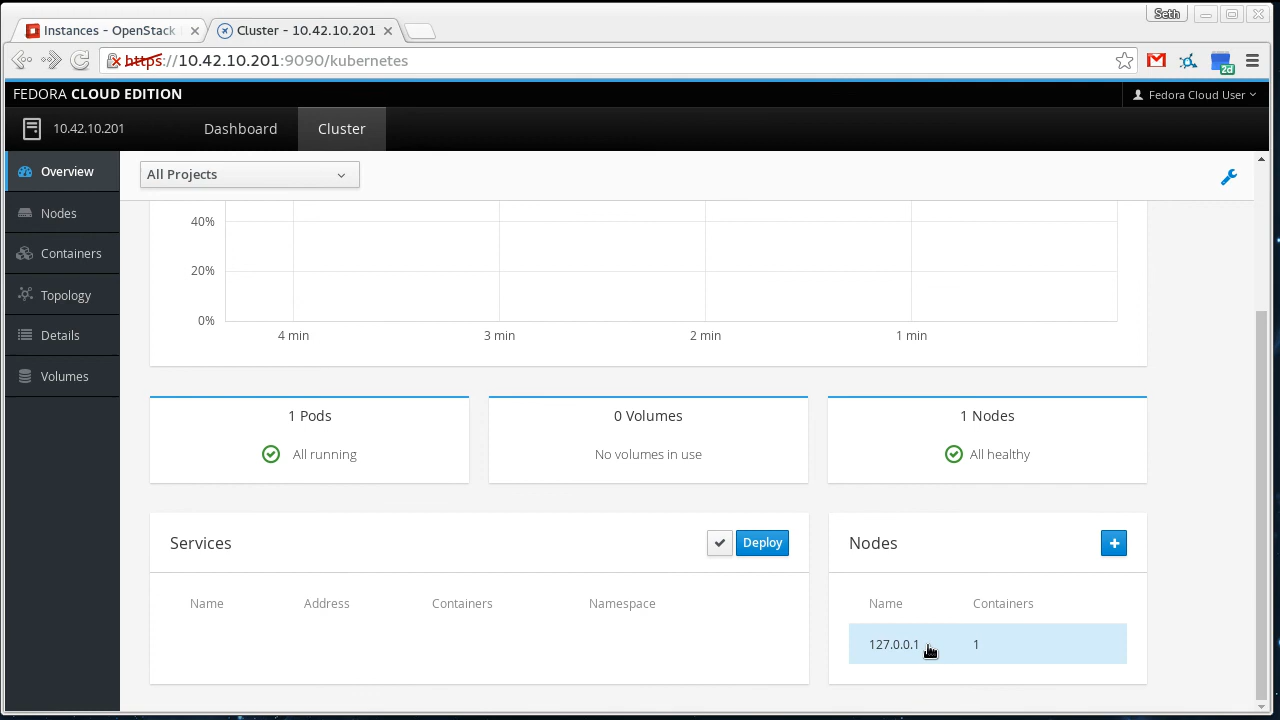 Seth
Instances - OpenStack
Cluster - 10.42.10.201
https://10.42.10.201:9090/kubernetes
2d
FEDORA CLOUD EDITION
Fedora Cloud User
10.42.10.201
Dashboard
Cluster
Overview
Nodes
Containers
Topology
Details
Volumes
All Projects
40%
20%
0%
4 min
3 min
2 min
1 min
1 Pods
All running
0 Volumes
No volumes in use
1 Nodes
All healthy
Services
Deploy
Name Address Containers Namespace
Nodes
Name Containers
127.0.0.1 1